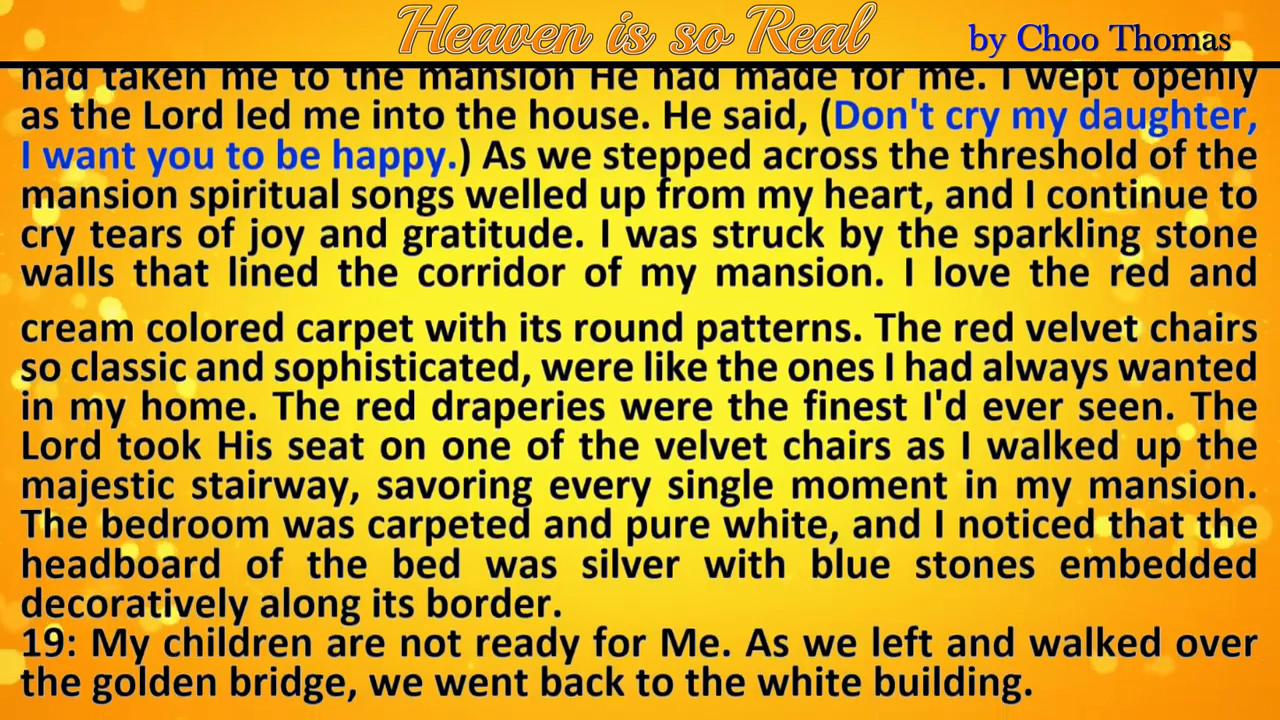 Heaven is so Real
by Choo Thomas
had taken me to the mansion He had made for me. I wept openly
as the Lord led me into the house. He said, (Don't cry my daughter,
I want you to be happy.) As we stepped across the threshold of the
mansion spiritual songs welled up from my heart, and I continue to
cry tears of joy and gratitude. I was struck by the sparkling stone
walls that lined the corridor of my mansion. I love the red and
cream colored carpet with its round patterns. The red velvet chairs
so classic and sophisticated, were like the ones I had always wanted
in my home. The red draperies were the finest I'd ever seen. The
Lord took His seat on one of the velvet chairs as I walked up the
majestic stairway, savoring every single moment in my mansion.
The bedroom was carpeted and pure white, and I noticed that the
headboard of the bed was silver with blue stones embedded
decoratively along its border.
19: My children are not ready for Me. As we left and walked over
the golden bridge, we went back to the white building.